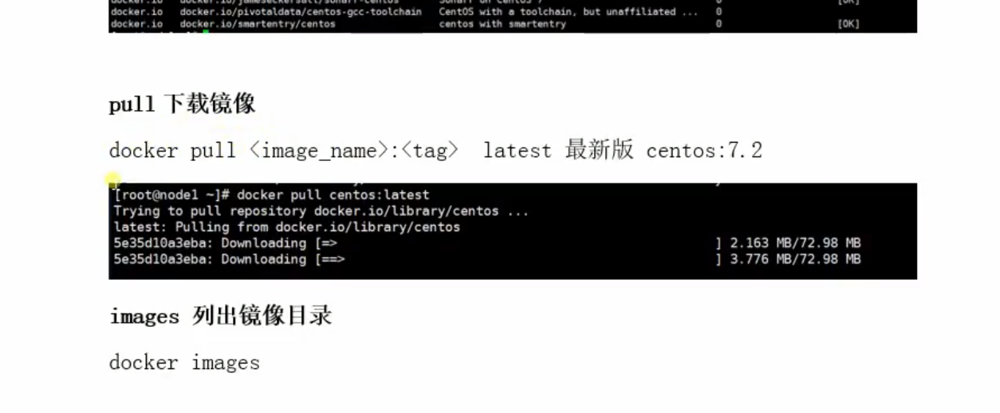 docker.io docker.io/pivotaldata/centos-gcc-toolchain CentOS with a toolchain, but unaffiliated ... 0
docker.io docker.io/smartentry/centos centos with smartentry 0 [OK]
pull 下载镜像
docker pull <image_name>:<tag> latest 最新版 centos:7.2
[root@node1 ~]# docker pull centos:latest
Trying to pull repository docker.io/library/centos ...
latest: Pulling from docker.io/library/centos
5e35d10a3eba: Downloading [=> ] 2.163 MB/72.98 MB
5e35d10a3eba: Downloading [==> ] 3.776 MB/72.98 MB
images 列出镜像目录
docker images